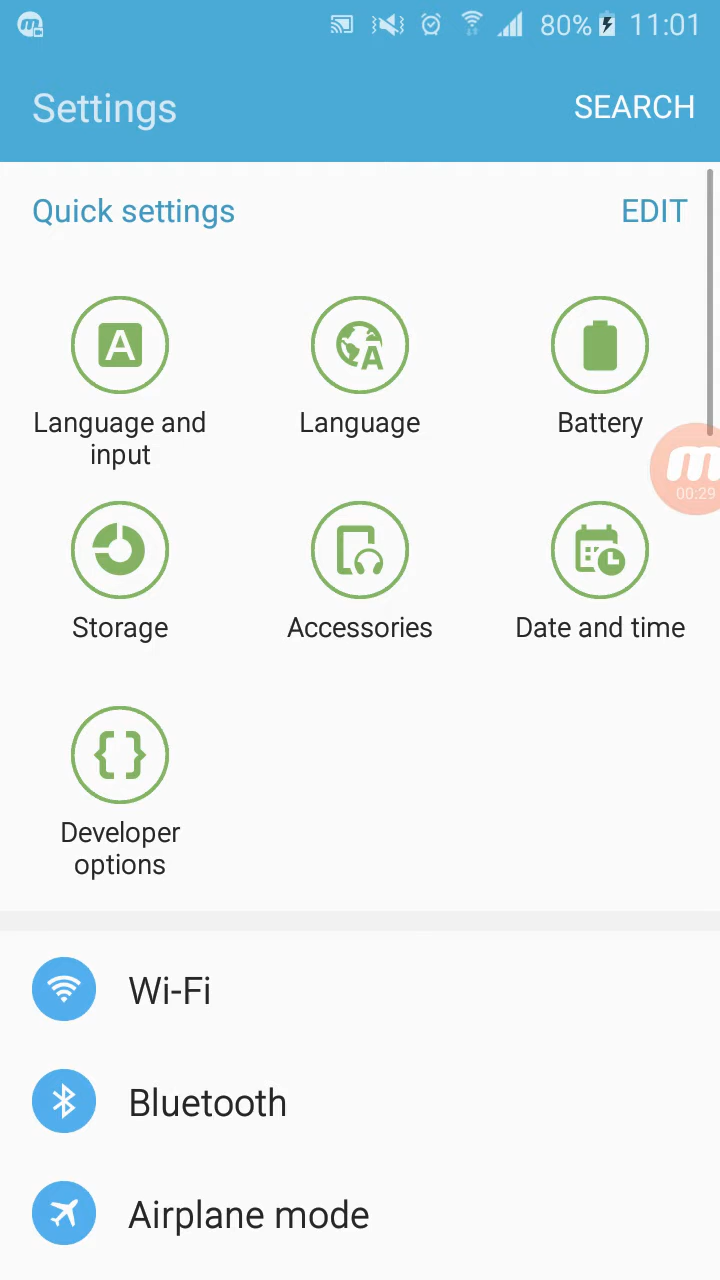 80% 11:01
Settings
SEARCH
Quick settings
EDIT
A
A
Language and
input
Language
Battery
m
00:29
Storage
Accessories
Date and time
{}
Developer
options
Wi-Fi
Bluetooth
Airplane mode